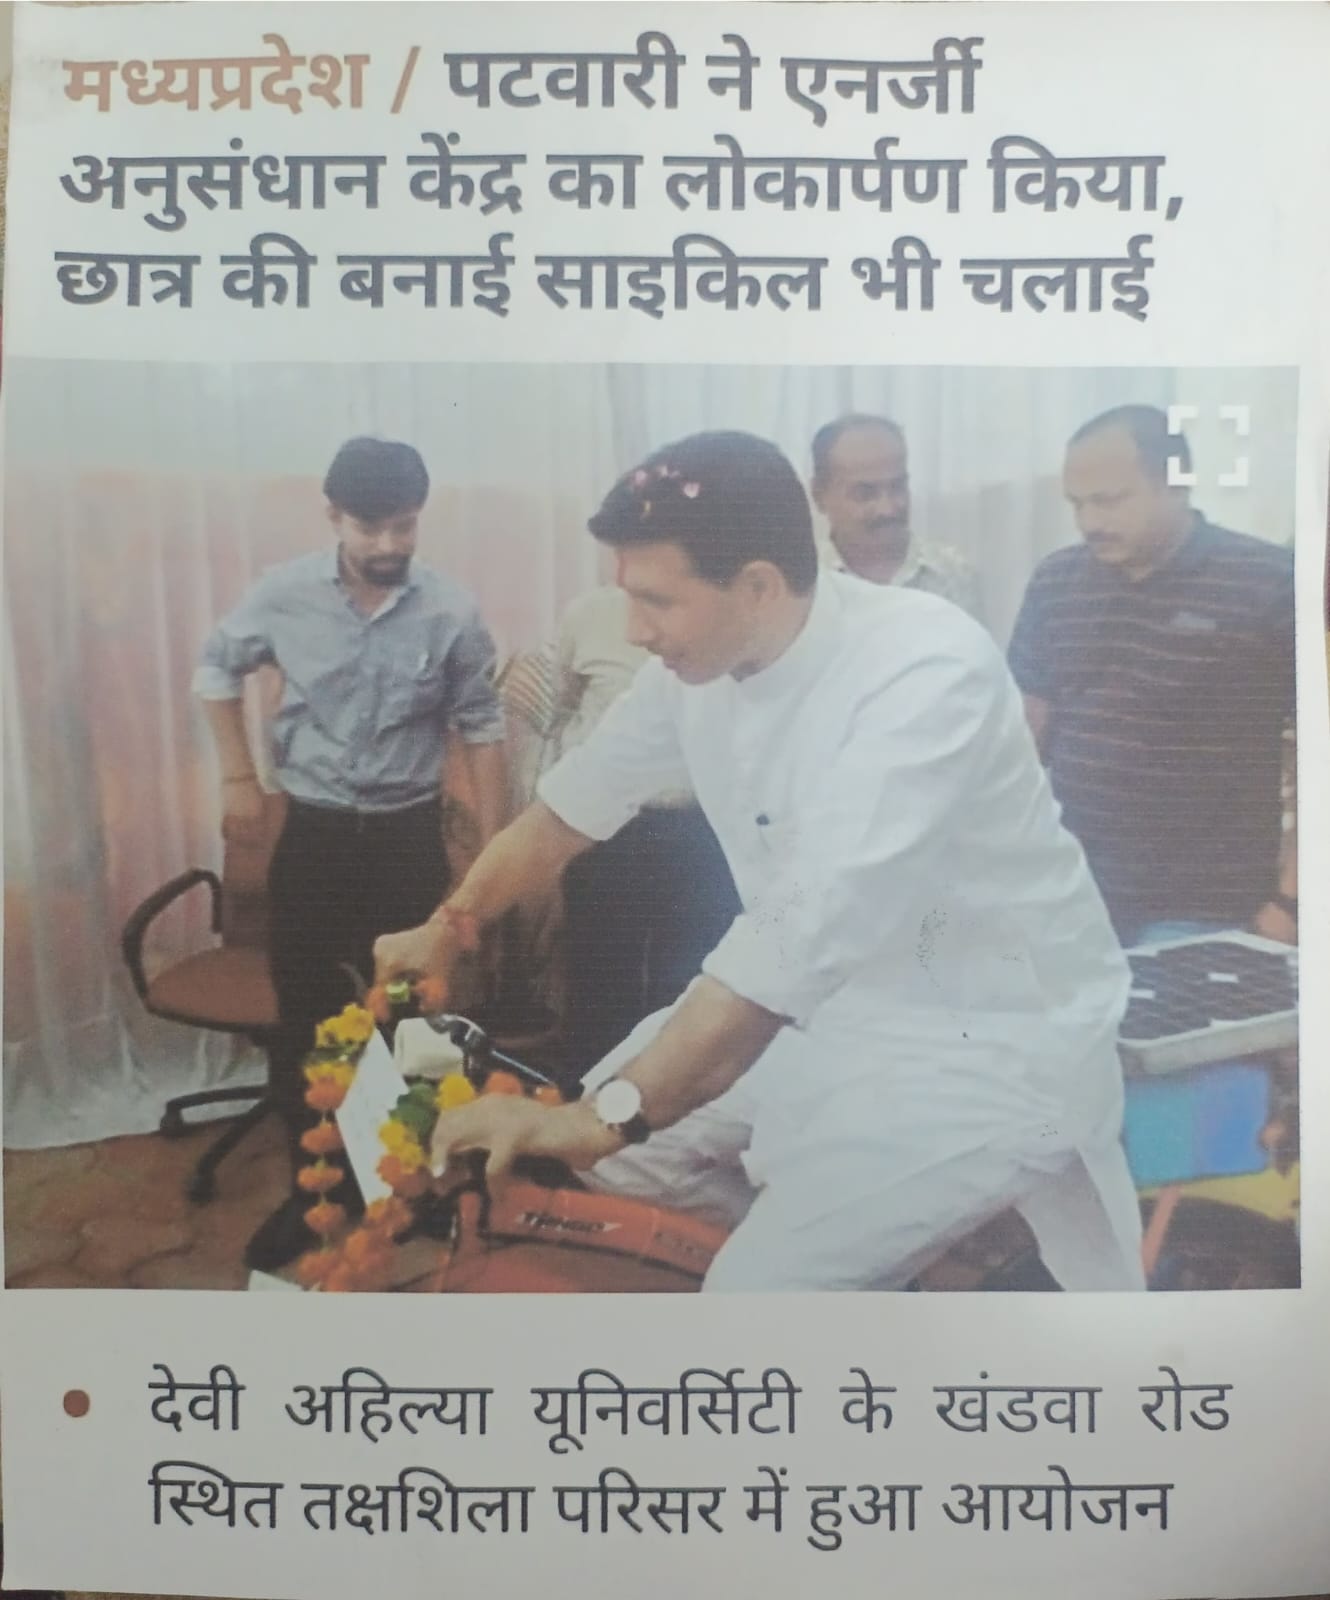 मध्यप्रदेश / पटवारी ने एनर्जी
अनुसंधान केंद्र का लोकार्पण किया,
छात्र की बनाई साइकिल भी चलाई
देवी अहिल्या यूनिवर्सिटी के खंडवा रोड
स्थित तक्षशिला परिसर में हुआ आयोजन